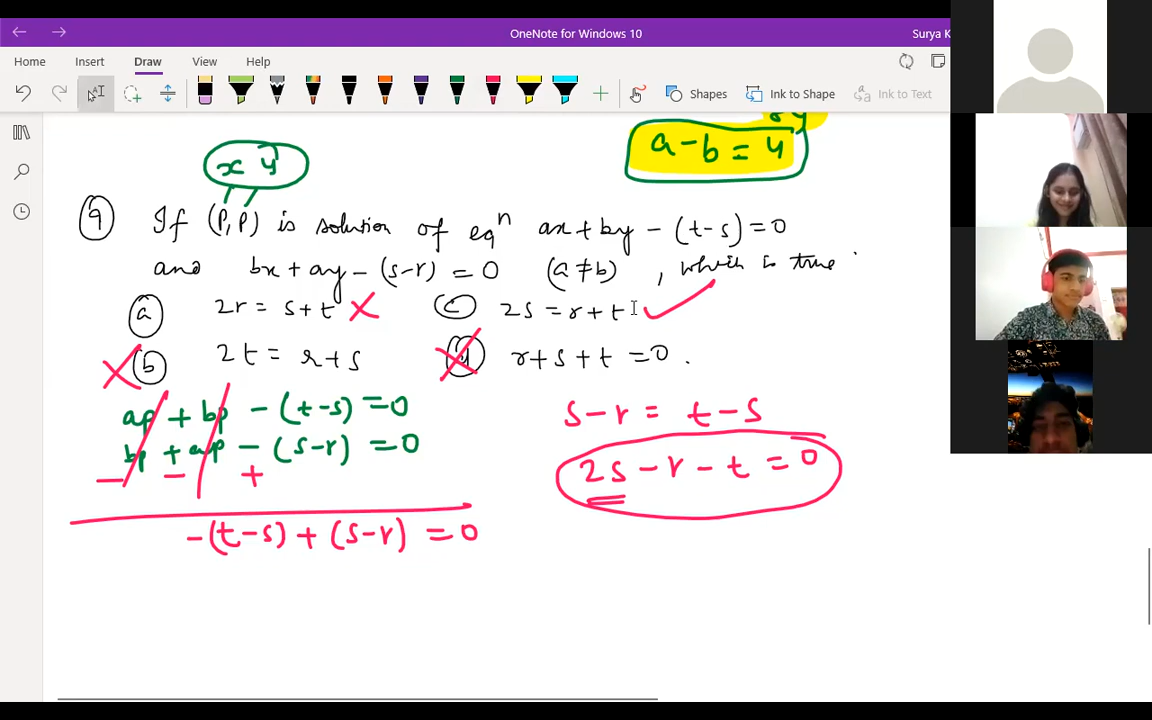 OneNote for Windows 10
Surya K
Home Insert Draw View Help
Shapes Ink to Shape Ink to Text
x y
a - b = 4
9 If (P, P) is solution of eqn ax + by - (t-s) = 0
and bx + ay - (s-r) = 0 (a ≠ b) , which is true
a 2r = s + t c 2s = r + t
b 2t = r + s d r + s + t = 0 .
ap + bp - (t-s) = 0
bp + ap - (s-r) = 0
- - +
-(t-s) + (s-r) = 0
s - r = t - s
2s - r - t = 0